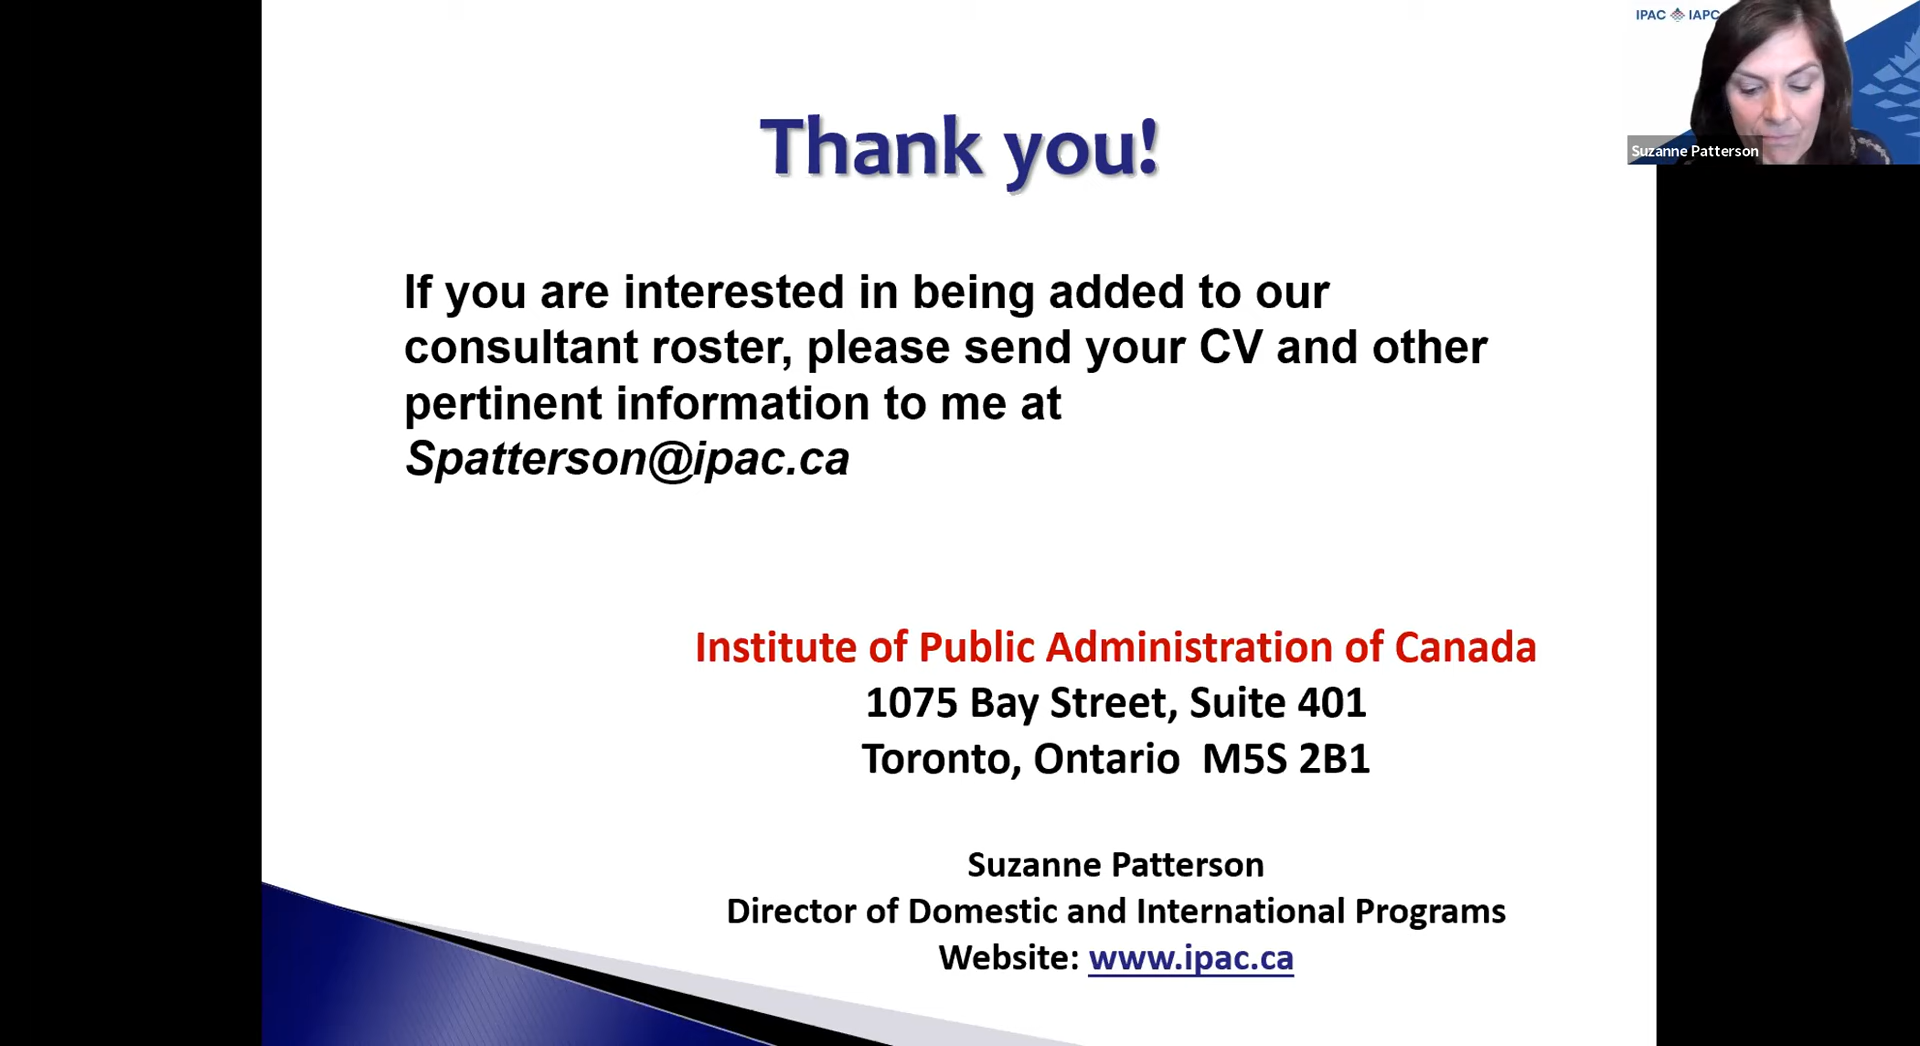 IPAC IAPC
Suzanne Patterson
Thank you!
If you are interested in being added to our
consultant roster, please send your CV and other
pertinent information to me at
Spatterson@ipac.ca
Institute of Public Administration of Canada
1075 Bay Street, Suite 401
Toronto, Ontario  M5S 2B1
Suzanne Patterson
Director of Domestic and International Programs
Website: www.ipac.ca